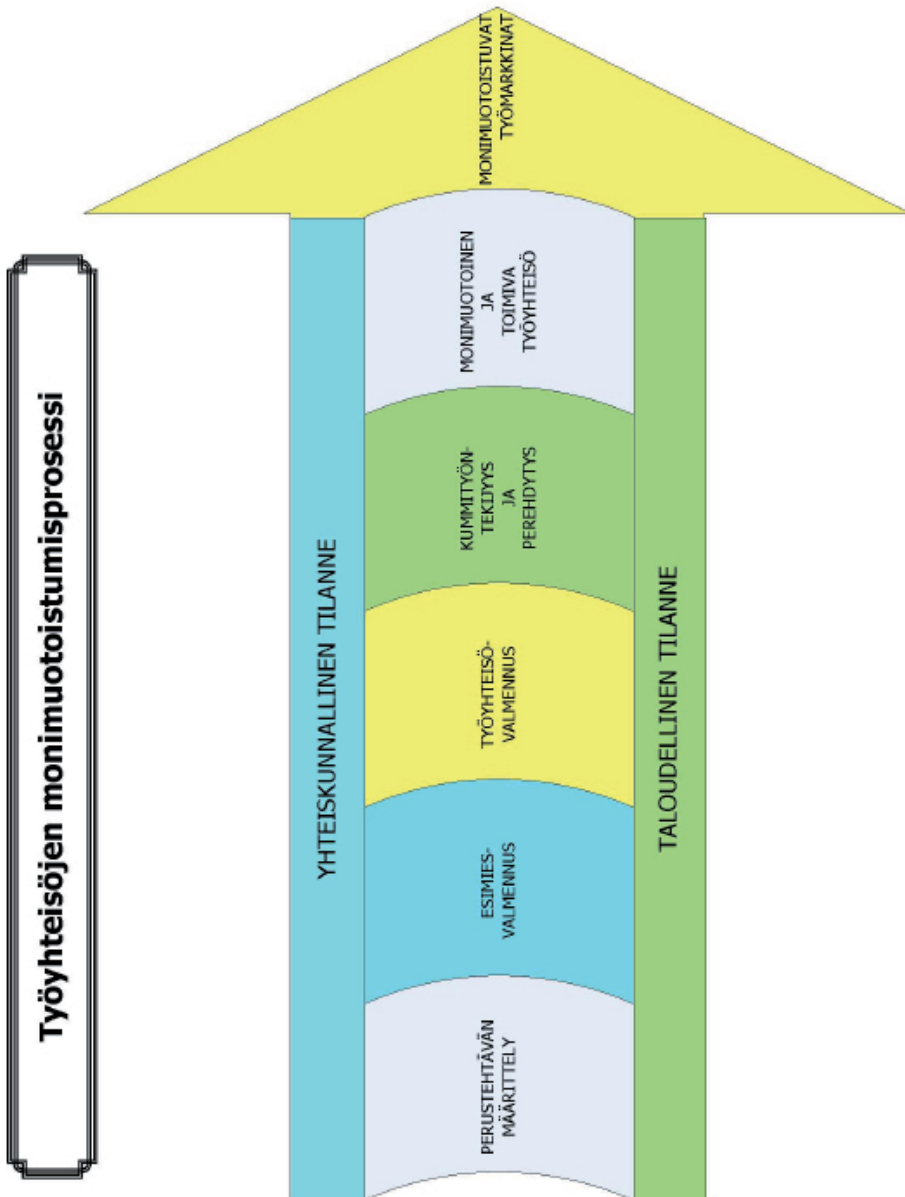 Työyhteisöjen monimuotoistumisprosessi
YHTEISKUNNALLINEN TILANNE
PERUSTEHTÄVÄN
MÄÄRITTELY
ESIMIES-
VALMENNUS
TYÖYHTEISÖ-
VALMENNUS
KUMMITYÖN-
TEKIJYYS
JA
PEREHDYTYS
MONIMUOTOINEN
JA
TOIMIVA
TYÖYHTEISÖ
MONIMUOTOISTUVAT
TYÖMARKKINAT
TALOUDELLINEN TILANNE